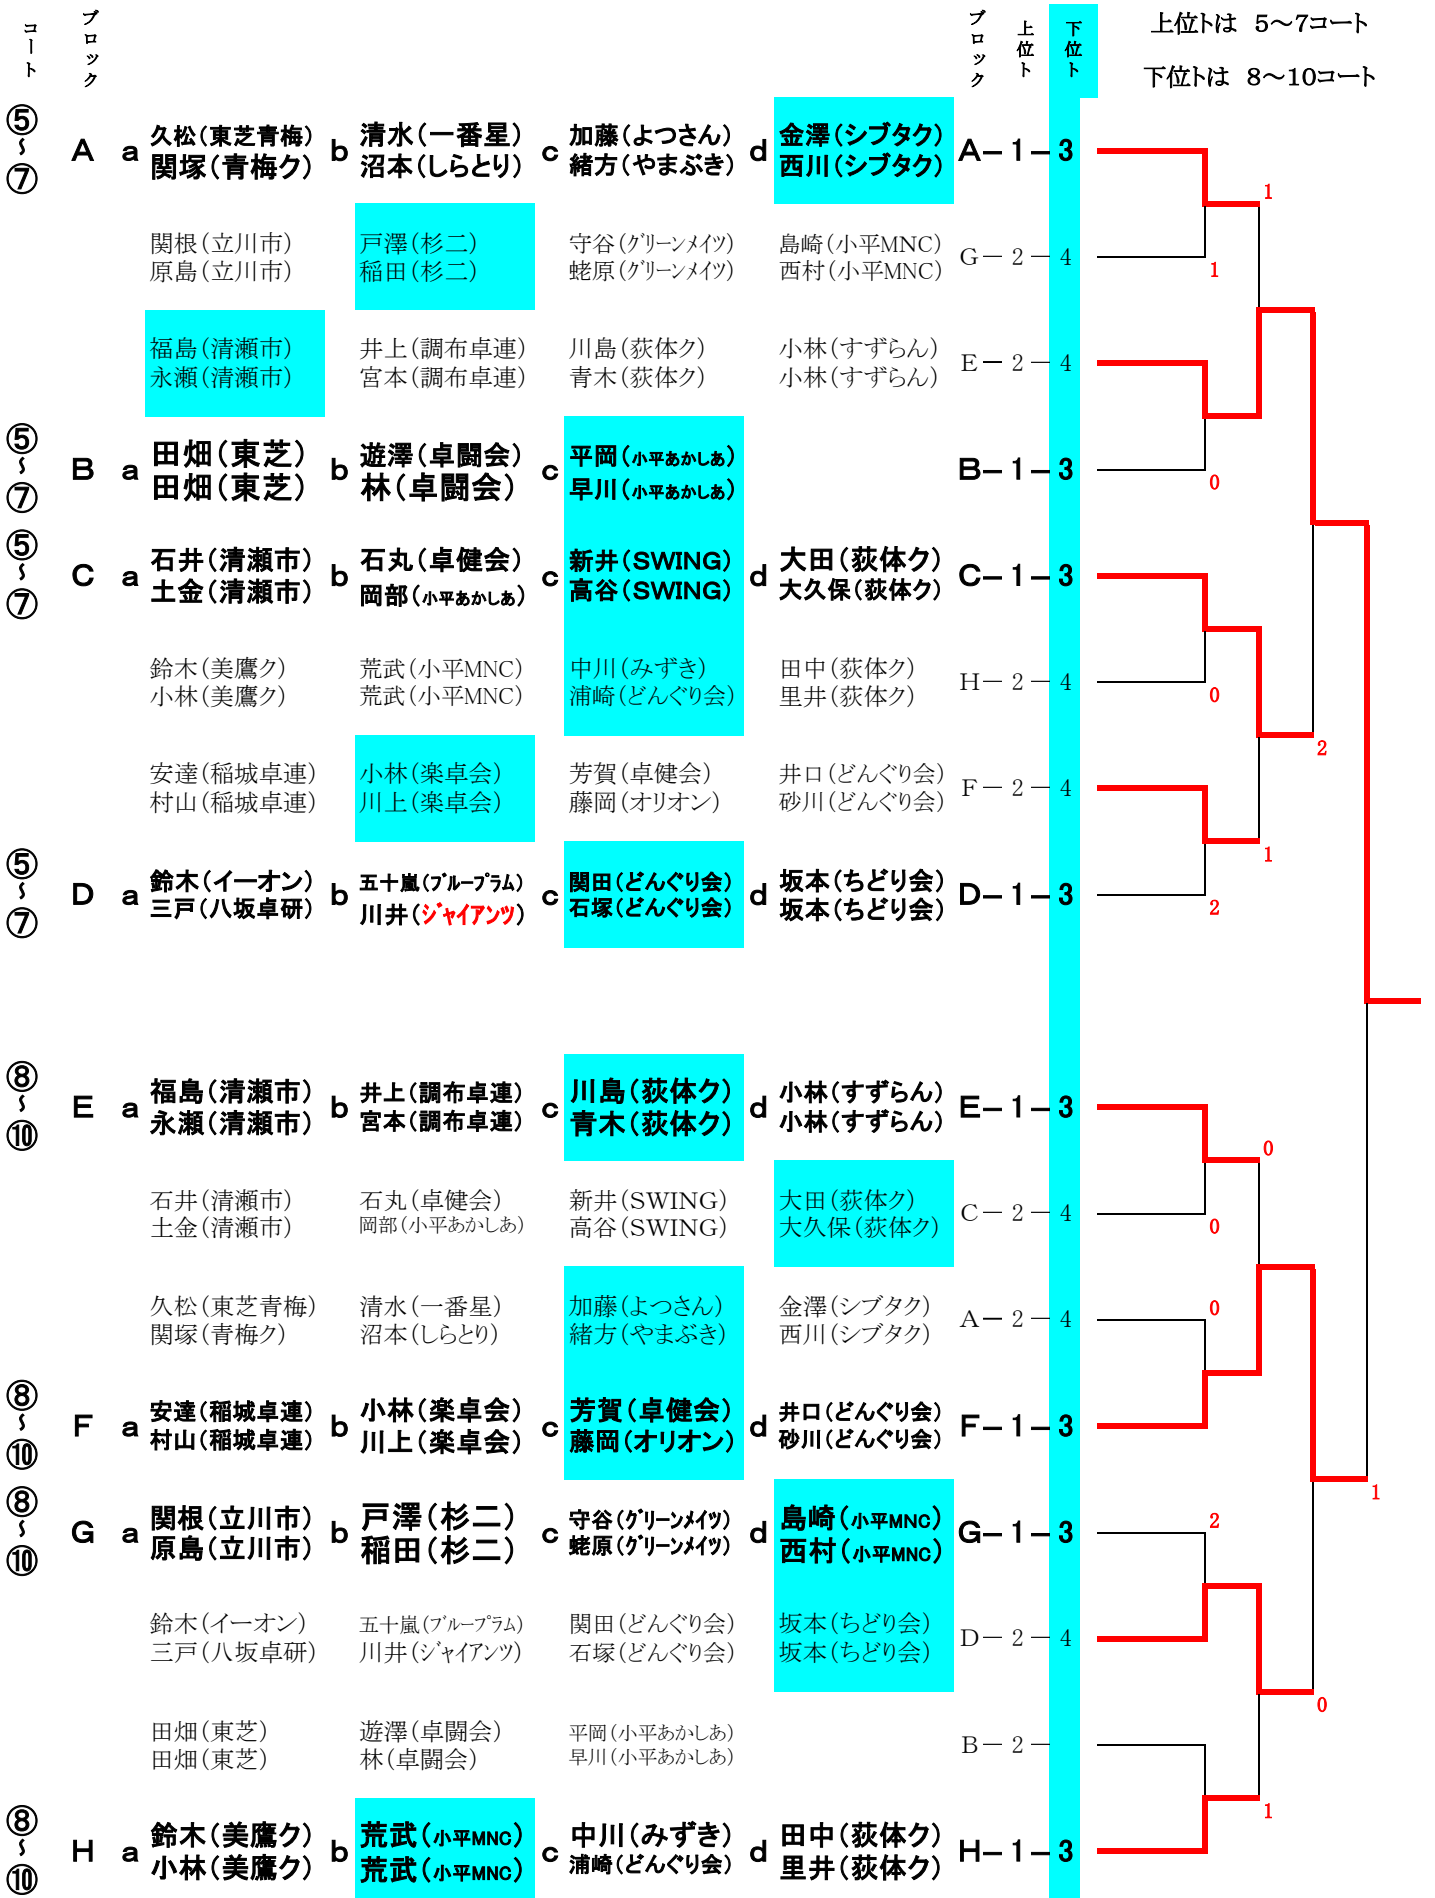 コート ブロック ブロック 上位ト 下位ト 上位トは 5～7コート
下位トは 8～10コート
⑤～⑦ A a 久松(東芝青梅) b 清水(一番星) c 加藤(よつさん) d 金澤(シブタク) A－1－3
関塚(青梅ク) 沼本(しらとり) 緒方(やまぶき) 西川(シブタク)
1
関根(立川市) 戸澤(杉二) 守谷(グリーンメイツ) 島崎(小平MNC) G－2－4
原島(立川市) 稲田(杉二) 蛯原(グリーンメイツ) 西村(小平MNC)
1
福島(清瀬市) 井上(調布卓連) 川島(荻体ク) 小林(すずらん) E－2－4
永瀬(清瀬市) 宮本(調布卓連) 青木(荻体ク) 小林(すずらん)
⑤～⑦ B a 田畑(東芝) b 遊澤(卓闘会) c 平岡(小平あかしあ) B－1－3
田畑(東芝) 林(卓闘会) 早川(小平あかしあ)
0
⑤～⑦ C a 石井(清瀬市) b 石丸(卓健会) c 新井(SWING) d 大田(荻体ク) C－1－3
土金(清瀬市) 岡部(小平あかしあ) 高谷(SWING) 大久保(荻体ク)
鈴木(美鷹ク) 荒武(小平MNC) 中川(みずき) 田中(荻体ク) H－2－4
小林(美鷹ク) 荒武(小平MNC) 浦崎(どんぐり会) 里井(荻体ク)
0
2
安達(稲城卓連) 小林(楽卓会) 芳賀(卓健会) 井口(どんぐり会) F－2－4
村山(稲城卓連) 川上(楽卓会) 藤岡(オリオン) 砂川(どんぐり会)
1
⑤～⑦ D a 鈴木(イーオン) b 五十嵐(ブループラム) c 関田(どんぐり会) d 坂本(ちどり会) D－1－3
三戸(八坂卓研) 川井(ジャイアンツ) 石塚(どんぐり会) 坂本(ちどり会)
2
⑧～⑩ E a 福島(清瀬市) b 井上(調布卓連) c 川島(荻体ク) d 小林(すずらん) E－1－3
永瀬(清瀬市) 宮本(調布卓連) 青木(荻体ク) 小林(すずらん)
0
石井(清瀬市) 石丸(卓健会) 新井(SWING) 大田(荻体ク) C－2－4
土金(清瀬市) 岡部(小平あかしあ) 高谷(SWING) 大久保(荻体ク)
0
久松(東芝青梅) 清水(一番星) 加藤(よつさん) 金澤(シブタク) A－2－4
関塚(青梅ク) 沼本(しらとり) 緒方(やまぶき) 西川(シブタク)
0
⑧～⑩ F a 安達(稲城卓連) b 小林(楽卓会) c 芳賀(卓健会) d 井口(どんぐり会) F－1－3
村山(稲城卓連) 川上(楽卓会) 藤岡(オリオン) 砂川(どんぐり会)
1
⑧～⑩ G a 関根(立川市) b 戸澤(杉二) c 守谷(グリーンメイツ) d 島崎(小平MNC) G－1－3
原島(立川市) 稲田(杉二) 蛯原(グリーンメイツ) 西村(小平MNC)
2
鈴木(イーオン) 五十嵐(ブループラム) 関田(どんぐり会) 坂本(ちどり会) D－2－4
三戸(八坂卓研) 川井(ジャイアンツ) 石塚(どんぐり会) 坂本(ちどり会)
0
田畑(東芝) 遊澤(卓闘会) 平岡(小平あかしあ) B－2－
田畑(東芝) 林(卓闘会) 早川(小平あかしあ)
1
⑧～⑩ H a 鈴木(美鷹ク) b 荒武(小平MNC) c 中川(みずき) d 田中(荻体ク) H－1－3
小林(美鷹ク) 荒武(小平MNC) 浦崎(どんぐり会) 里井(荻体ク)